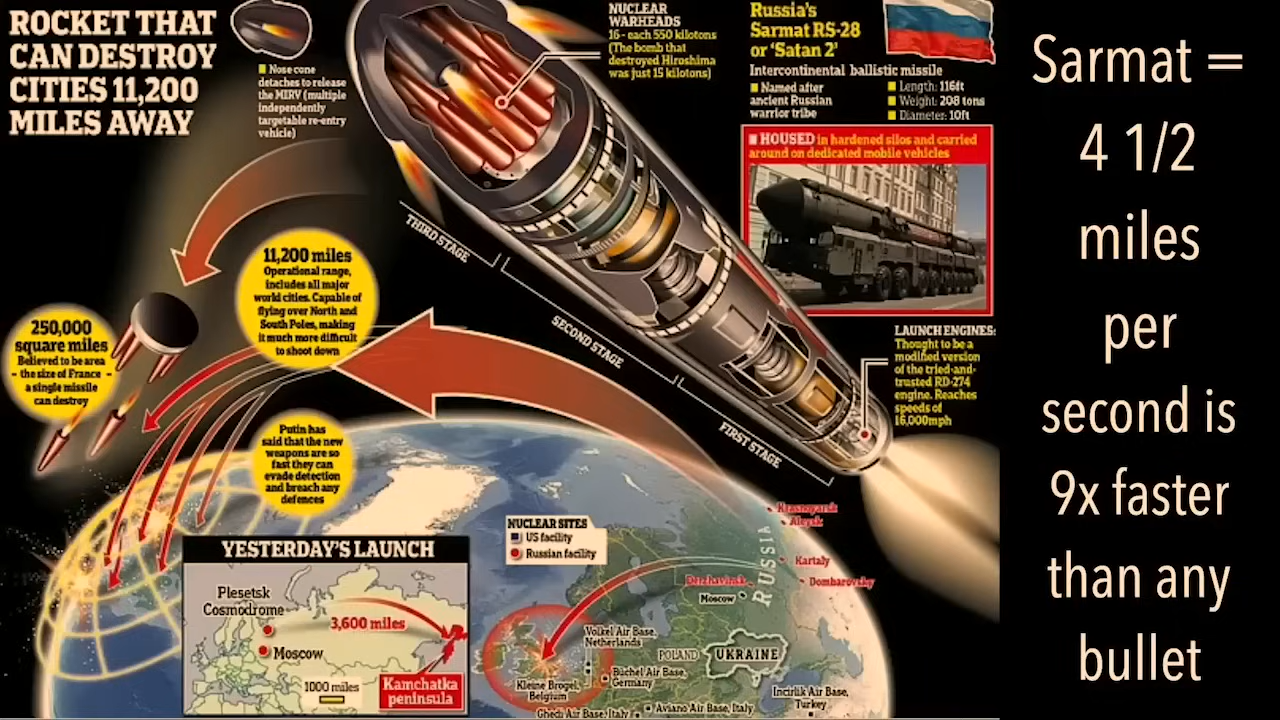 ROCKET THAT
CAN DESTROY
CITIES 11,200
MILES AWAY
Nose cone
detaches to release
the MIRV (multiple
independently
targetable re-entry
vehicle)
NUCLEAR
WARHEADS
16 - each 550 kilotons
(The bomb that
destroyed Hiroshima
was just 15 kilotons)
Russia's
Sarmat RS-28
or 'Satan 2'
Intercontinental ballistic missile
Named after
ancient Russian
warrior tribe
Length: 116ft
Weight: 208 tons
Diameter: 10ft
HOUSED in hardened silos and carried
around on dedicated mobile vehicles
THIRD STAGE
SECOND STAGE
FIRST STAGE
LAUNCH ENGINES:
Thought to be a
modified version
of the tried-and-
trusted RD-274
engine. Reaches
speeds of
16,000mph
11,200 miles
Operational range,
includes all major
world cities. Capable of
flying over North and
South Poles, making
it much more difficult
to shoot down
250,000
square miles
Believed to be area
- the size of France -
a single missile
can destroy
Putin has
said that the new
weapons are so
fast they can
evade detection
and breach any
defences
YESTERDAY'S LAUNCH
Plesetsk
Cosmodrome
3,600 miles
Moscow
1000 miles
Kamchatka
peninsula
NUCLEAR SITES
US facility
Russian facility
Krasnoyarsk
Aleysk
Kartaly
Dombarovsky
Derzhavinsk
Moscow
RUSSIA
Volkel Air Base,
Netherlands
POLAND
UKRAINE
Büchel Air Base,
Germany
Kleine Brogel,
Belgium
Incirlik Air Base,
Turkey
Ghedi Air Base, Italy
Aviano Air Base, Italy
Sarmat =
4 1/2
miles
per
second is
9x faster
than any
bullet